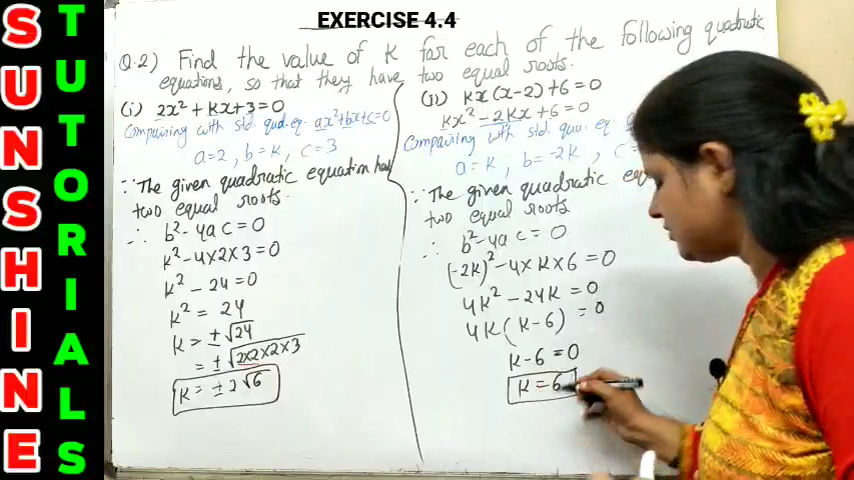 SUNSHINE
TUTORIALS
EXERCISE 4.4
Q.2) Find the value of K for each of the following quadratic
equations, so that they have two equal roots.
(i) 2x² + Kx + 3 = 0
Comparing with std. quad. eq. ax² + bx + c = 0
a = 2, b = K, c = 3
∵ The given quadratic equation has
two equal roots.
∴ b² - 4ac = 0
K² - 4×2×3 = 0
K² - 24 = 0
K² = 24
K = ± √24
= ± √2×2×2×3
K = ± 2√6
(ii) Kx(x-2) + 6 = 0
Kx² - 2Kx + 6 = 0
Comparing with std. qua. eq.
a = K, b = -2K, c =
∵ The given quadratic
two equal roots
∴ b² - 4ac = 0
(-2K)² - 4×K×6 = 0
4K² - 24K = 0
4K(K-6) = 0
K-6 = 0
K = 6